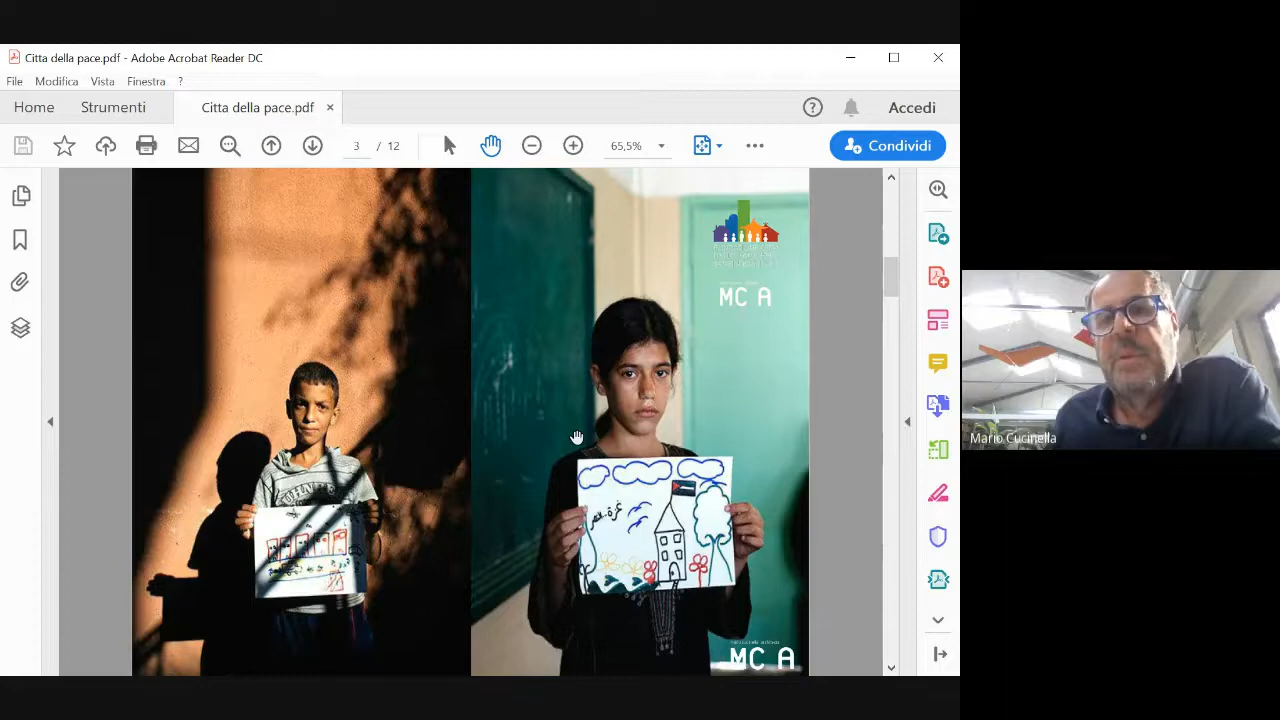 Citta della pace.pdf - Adobe Acrobat Reader DC
File Modifica Vista Finestra ?
Home Strumenti Citta della pace.pdf × Accedi
3 / 12 65,5% Condividi
MC A
غزة
Mario Cucinella
MC A